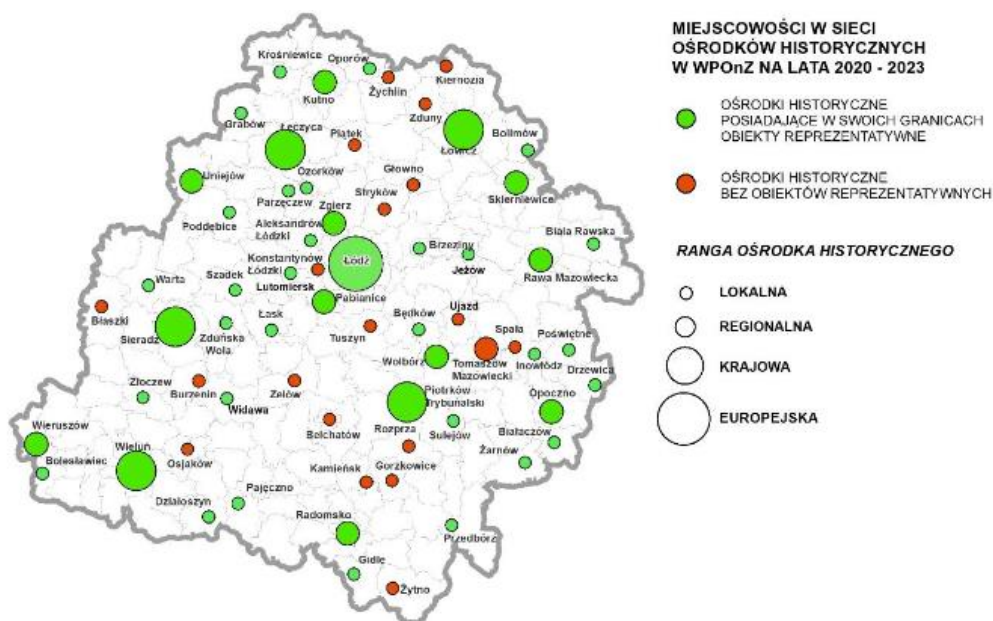 MIEJSCOWOŚCI W SIECI
OŚRODKÓW HISTORYCZNYCH
W WPOnZ NA LATA 2020 - 2023
OŚRODKI HISTORYCZNE
POSIADAJĄCE W SWOICH GRANICACH
OBIEKTY REPREZENTATYWNE
OŚRODKI HISTORYCZNE
BEZ OBIEKTÓW REPREZENTATYWNYCH
RANGA OŚRODKA HISTORYCZNEGO
LOKALNA
REGIONALNA
KRAJOWA
EUROPEJSKA
Krośniewice
Oporów
Kiernozia
Kutno
Żychlin
Zduny
Grabów
Łęczyca
Piątek
Łowicz
Bolimów
Uniejów
Ozorków
Głowno
Stryków
Skierniewice
Parzęczew
Zgierz
Poddębice
Aleksandrów
Łódzki
Brzeziny
Biała Rawska
Konstantynów
Łódzki
Łódź
Jeżów
Rawa Mazowiecka
Warta
Szadek
Lutomiersk
Pabianice
Ujazd
Błaszki
Sieradz
Zduńska
Wola
Łask
Tuszyn
Będków
Spała
Poświętne
Wolbórz
Tomaszów
Mazowiecki
Inowłódz
Drzewica
Złoczew
Burzenin
Zelów
Widawa
Piotrków
Trybunalski
Opoczno
Wieruszów
Bełchatów
Rozprza
Sulejów
Białaczów
Bolesławiec
Wieluń
Osjaków
Kamieńsk
Gorzkowice
Żarnów
Działoszyn
Pajęczno
Radomsko
Przedbórz
Gidle
Żytno